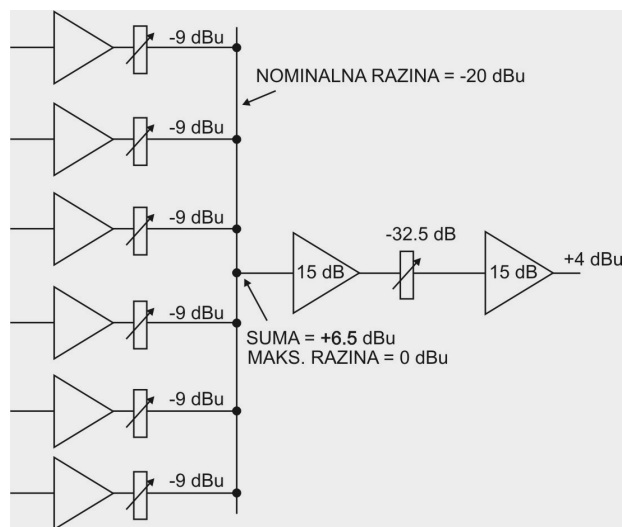 -9 dBu
NOMINALNA RAZINA = -20 dBu
-9 dBu
-9 dBu
-32.5 dB
15 dB
15 dB
+4 dBu
-9 dBu
SUMA = +6.5 dBu
MAKS. RAZINA = 0 dBu
-9 dBu
-9 dBu